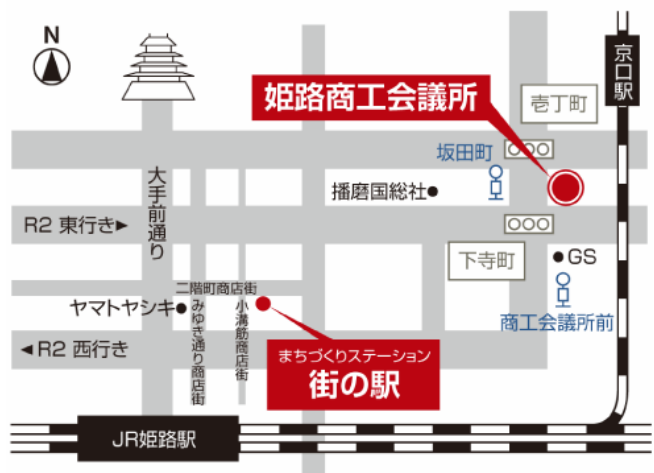 N
京口駅
姫路商工会議所
壱丁町
坂田町
大手前通り
播磨国総社
R2 東行き
下寺町
GS
二階町商店街
ヤマトヤシキ
みゆき通り商店街
小溝筋商店街
商工会議所前
R2 西行き
まちづくりステーション
街の駅
JR姫路駅